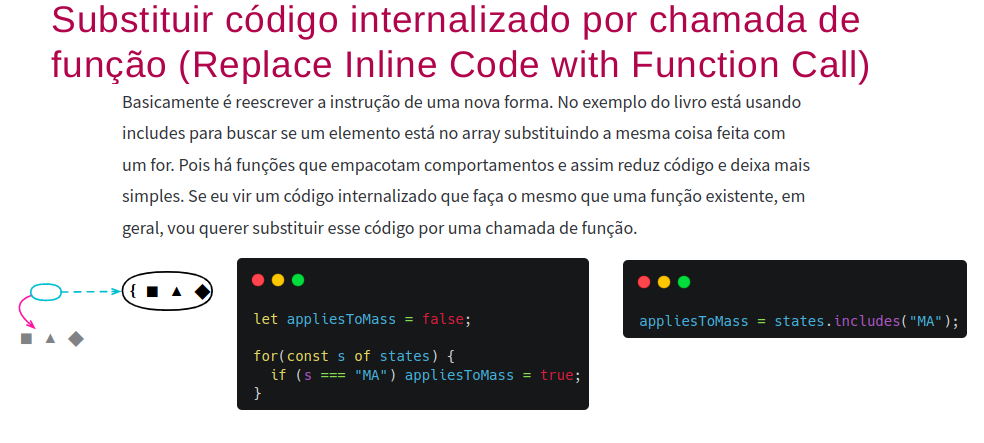 Substituir código internalizado por chamada de
função (Replace Inline Code with Function Call)
Basicamente é reescrever a instrução de uma nova forma. No exemplo do livro está usando
includes para buscar se um elemento está no array substituindo a mesma coisa feita com
um for. Pois há funções que empacotam comportamentos e assim reduz código e deixa mais
simples. Se eu vir um código internalizado que faça o mesmo que uma função existente, em
geral, vou querer substituir esse código por uma chamada de função.
{ ■ ▲ ◆
■ ▲ ◆
let appliesToMass = false;
for(const s of states) {
if (s === "MA") appliesToMass = true;
}
appliesToMass = states.includes("MA");